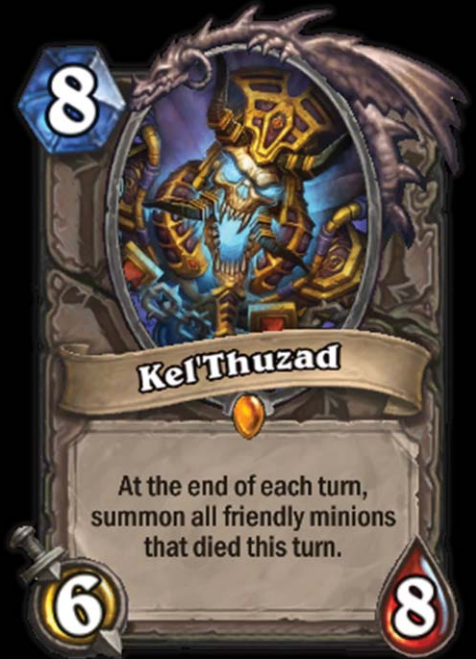 8
Kel'Thuzad
At the end of each turn,
summon all friendly minions
that died this turn.
6
8